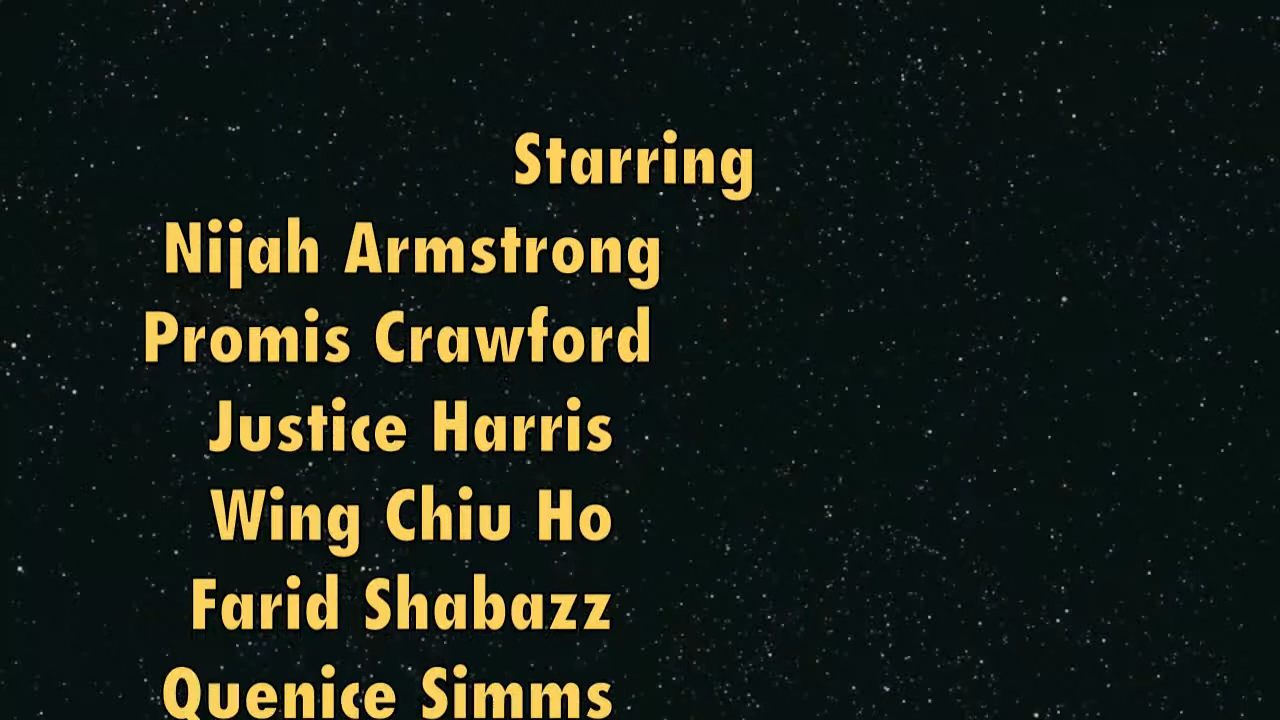 Starring
Nijah Armstrong
Promis Crawford
Justice Harris
Wing Chiu Ho
Farid Shabazz
Quenice Simms